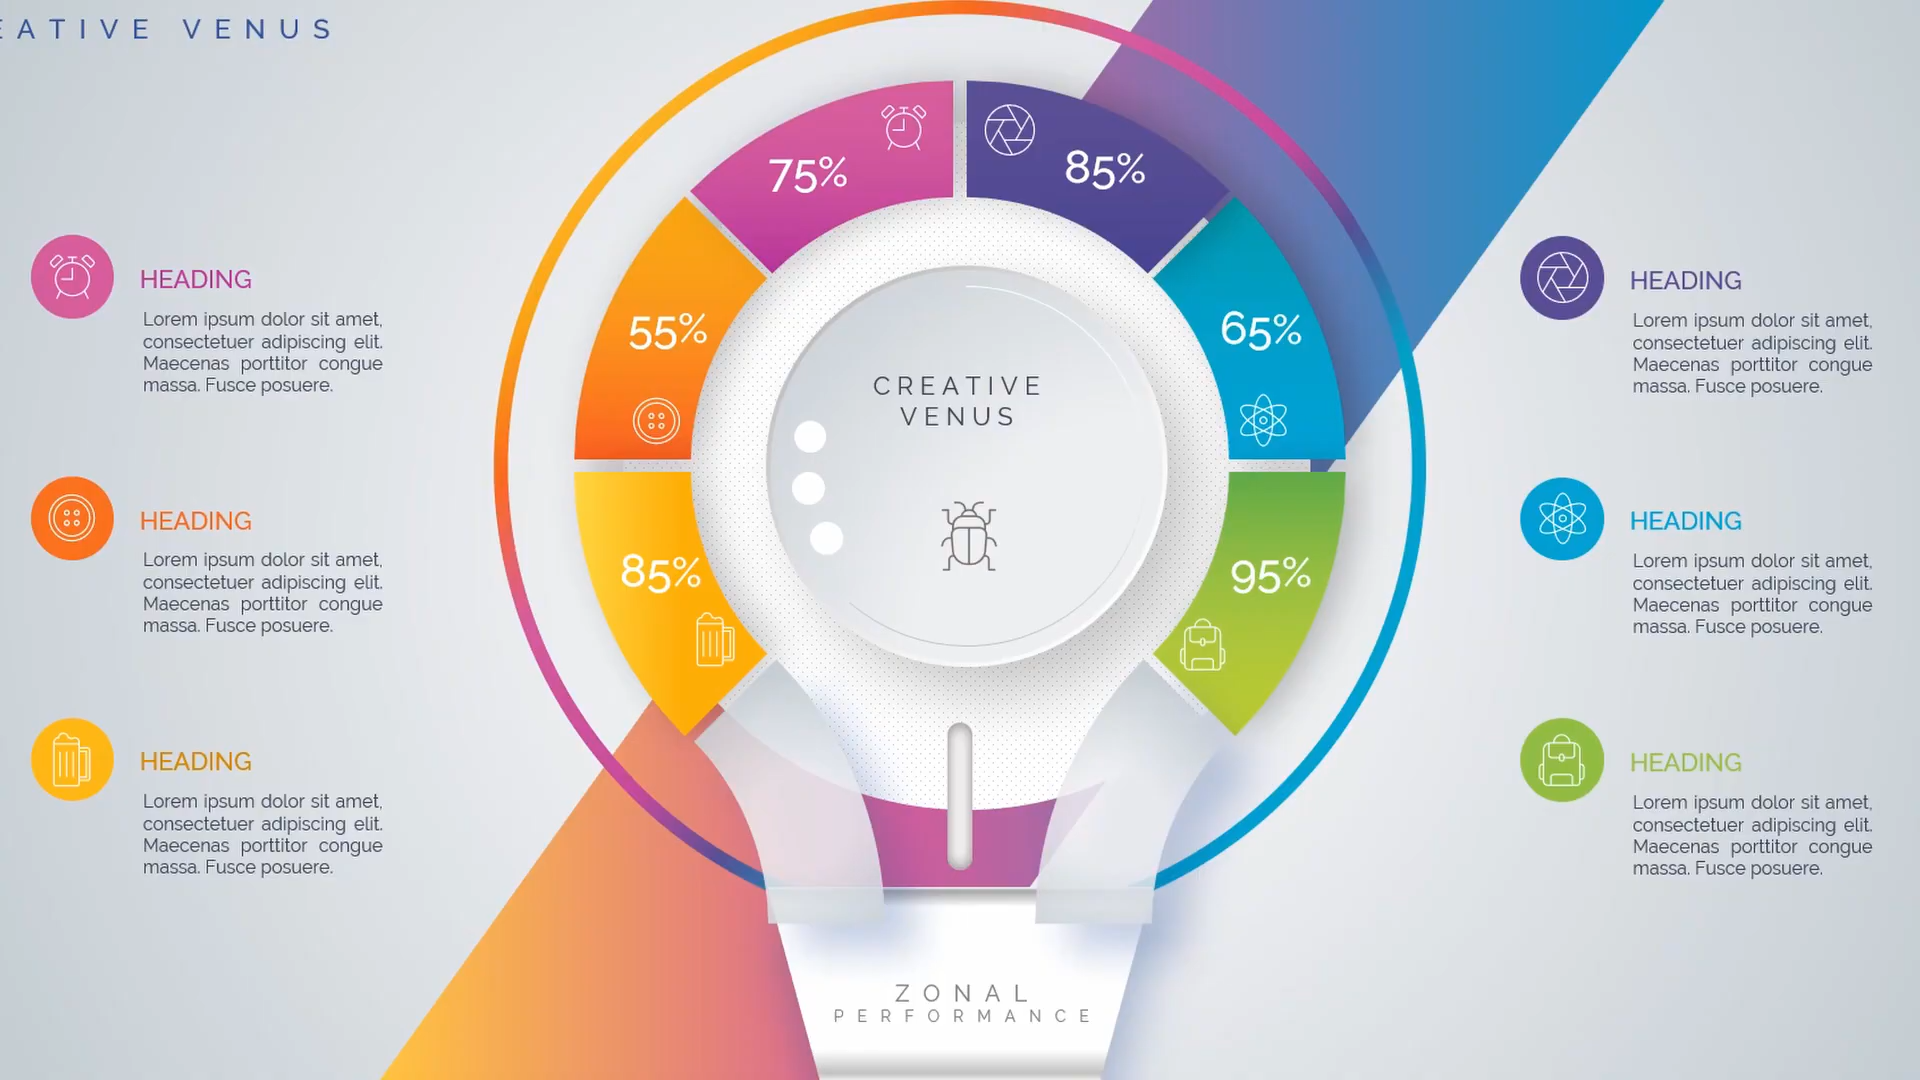 EATIVE VENUS
75%
85%
55%
65%
85%
95%
CREATIVE
VENUS
HEADING
Lorem ipsum dolor sit amet,
consectetuer adipiscing elit.
Maecenas porttitor congue
massa. Fusce posuere.
HEADING
Lorem ipsum dolor sit amet,
consectetuer adipiscing elit.
Maecenas porttitor congue
massa. Fusce posuere.
HEADING
Lorem ipsum dolor sit amet,
consectetuer adipiscing elit.
Maecenas porttitor congue
massa. Fusce posuere.
HEADING
Lorem ipsum dolor sit amet,
consectetuer adipiscing elit.
Maecenas porttitor congue
massa. Fusce posuere.
HEADING
Lorem ipsum dolor sit amet,
consectetuer adipiscing elit.
Maecenas porttitor congue
massa. Fusce posuere.
HEADING
Lorem ipsum dolor sit amet,
consectetuer adipiscing elit.
Maecenas porttitor congue
massa. Fusce posuere.
ZONAL
PERFORMANCE